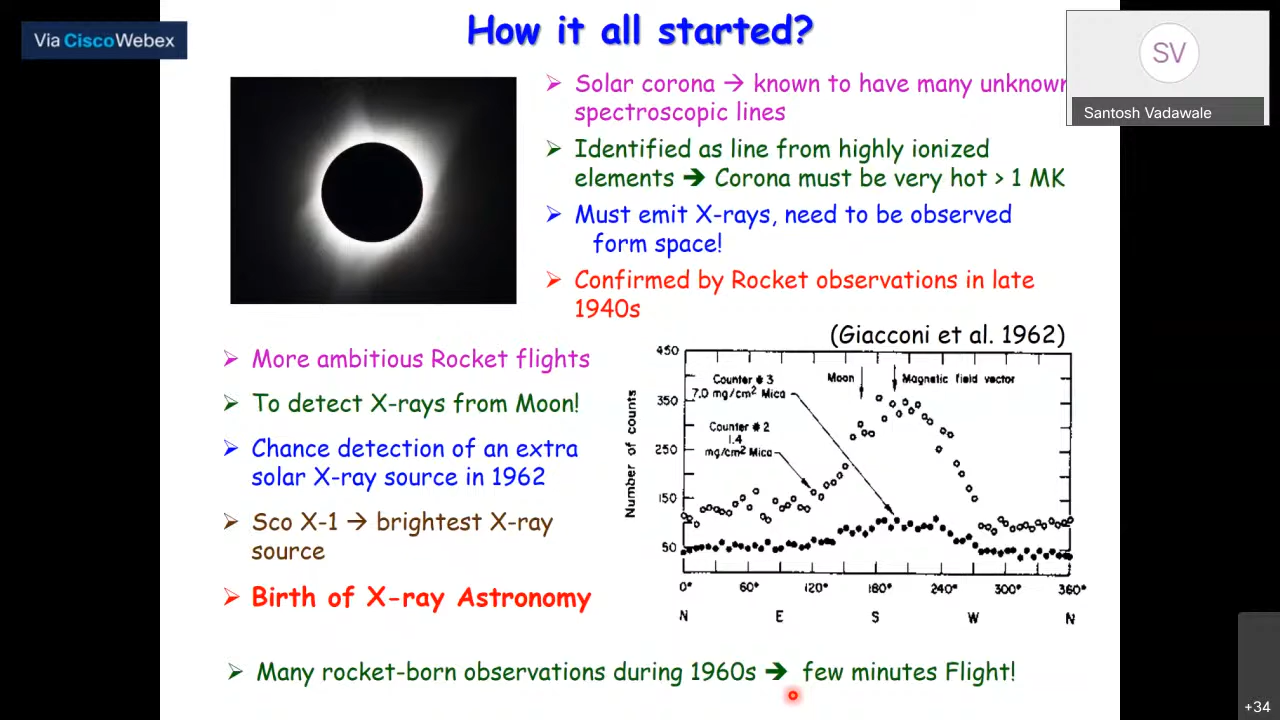 How it all started?
Via Cisco Webex
SV
Santosh Vadawale
➢ Solar corona → known to have many unknown
spectroscopic lines
➢ Identified as line from highly ionized
elements ➔ Corona must be very hot > 1 MK
➢ Must emit X-rays, need to be observed
form space!
➢ Confirmed by Rocket observations in late
1940s
➢ More ambitious Rocket flights
➢ To detect X-rays from Moon!
➢ Chance detection of an extra
solar X-ray source in 1962
➢ Sco X-1 → brightest X-ray
source
➢ Birth of X-ray Astronomy
(Giacconi et al. 1962)
450
350
250
150
50
Number of counts
Counter # 3
7.0 mg/cm² Mica
Counter # 2
1.4
mg/cm² Mica
Moon
Magnetic field vector
0° 60° 120° 180° 240° 300° 360°
N E S W N
➢ Many rocket-born observations during 1960s ➔ few minutes Flight!
+34